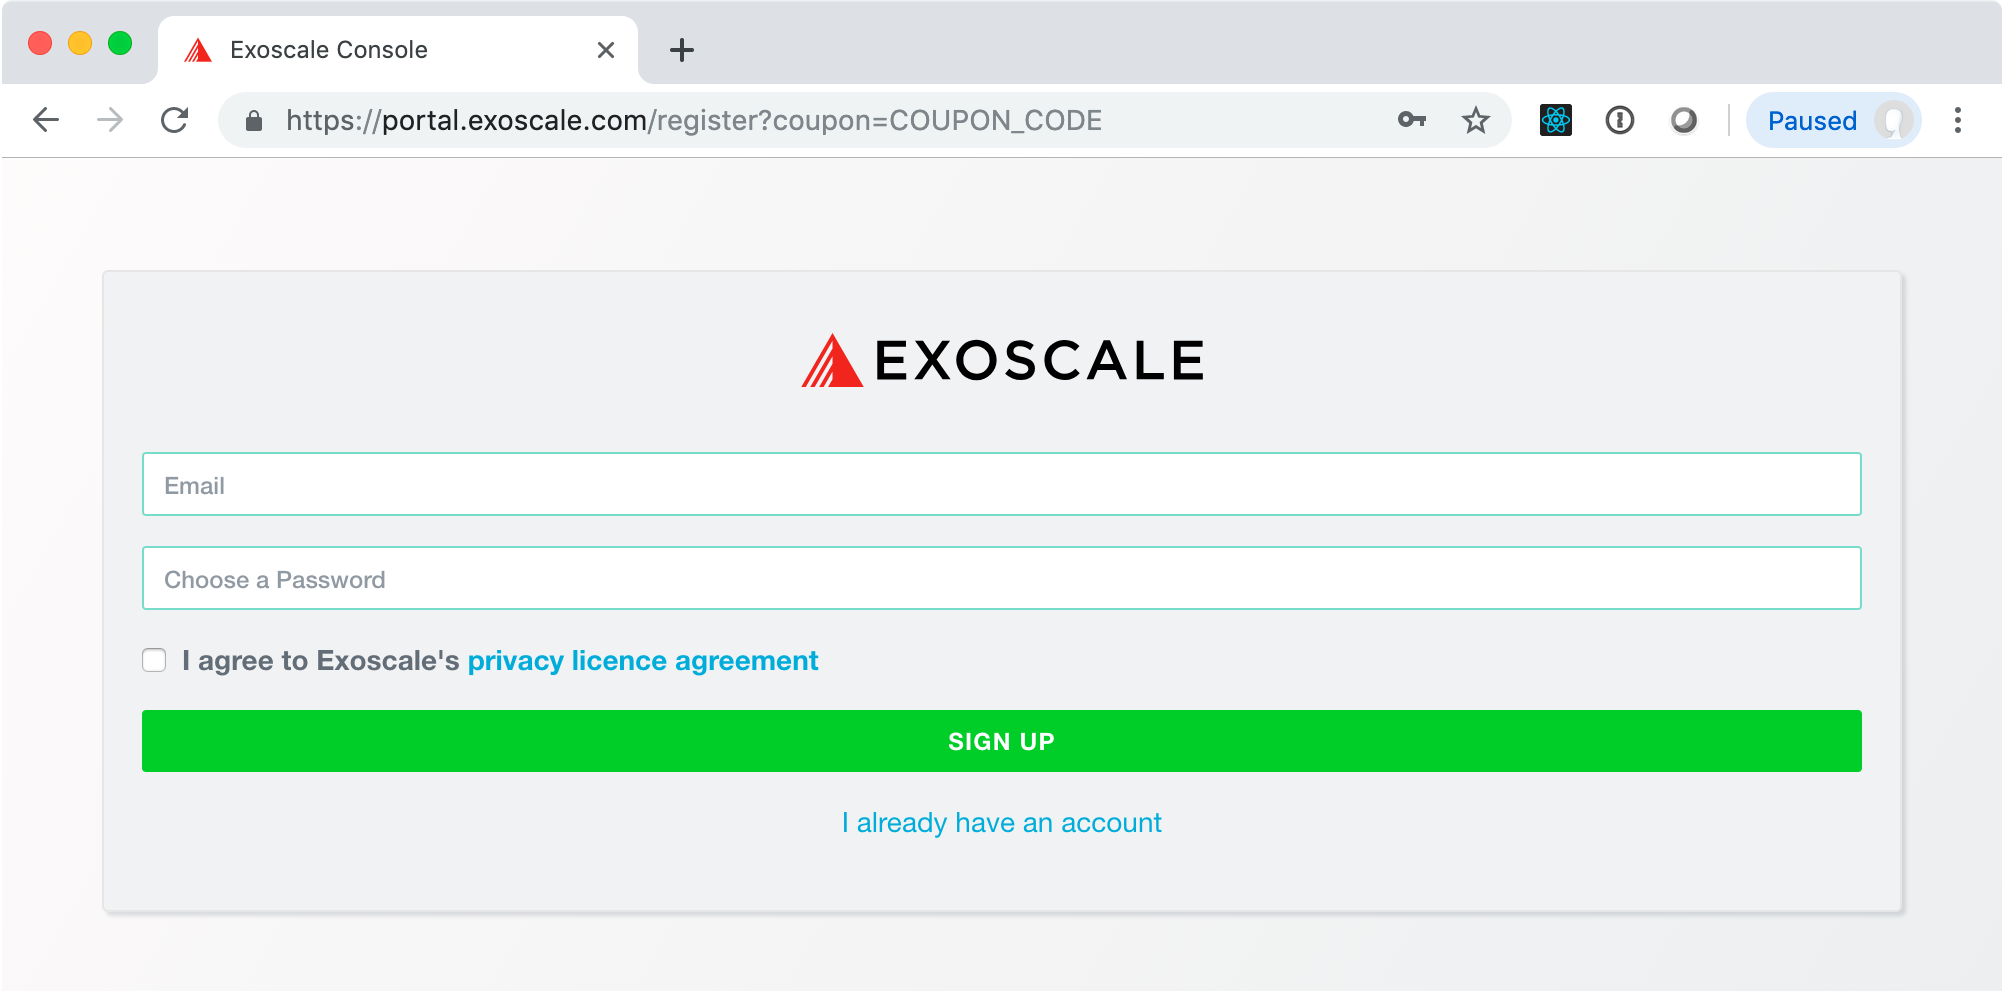 Exoscale Console
https://portal.exoscale.com/register?coupon=COUPON_CODE
Paused
EXOSCALE
Email
Choose a Password
I agree to Exoscale's privacy licence agreement
SIGN UP
I already have an account